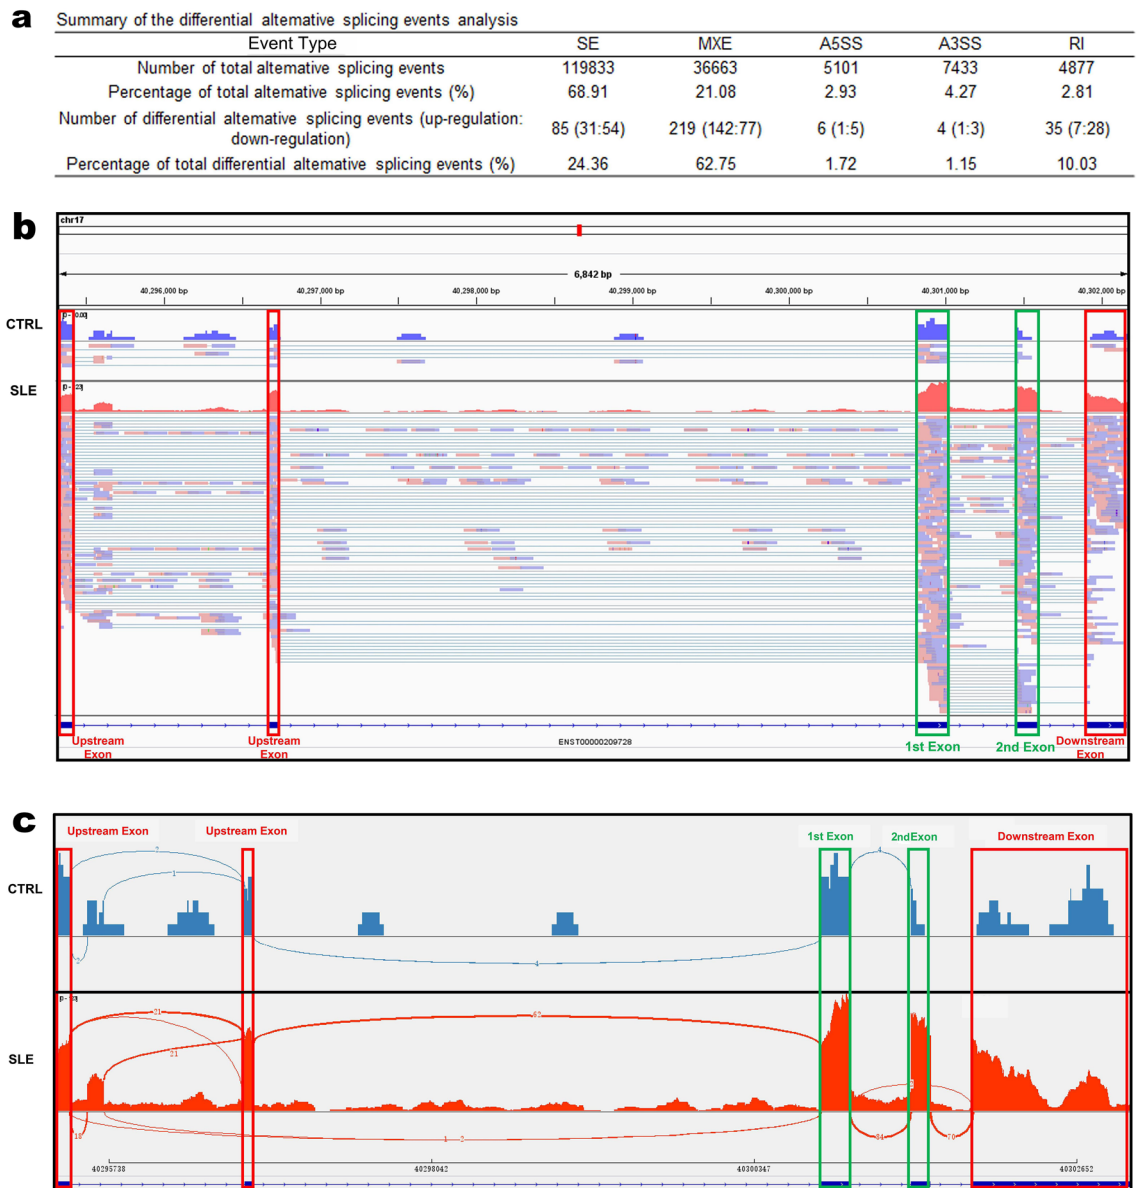 a
Summary of the differential alternative splicing events analysis
Event Type SE MXE A5SS A3SS RI
Number of total alternative splicing events 119833 36663 5101 7433 4877
Percentage of total alternative splicing events (%) 68.91 21.08 2.93 4.27 2.81
Number of differential alternative splicing events (up-regulation: down-regulation) 85 (31:54) 219 (142:77) 6 (1:5) 4 (1:3) 35 (7:28)
Percentage of total differential alternative splicing events (%) 24.36 62.75 1.72 1.15 10.03
b
chr17
6,842 bp
40,296,000 bp 40,297,000 bp 40,298,000 bp 40,299,000 bp 40,300,000 bp 40,301,000 bp 40,302,000 bp
CTRL
SLE
Upstream Exon
Upstream Exon
ENST00000209728
1st Exon
2nd Exon
Downstream Exon
c
Upstream Exon Upstream Exon 1st Exon 2ndExon Downstream Exon
CTRL
1
4
4
SLE
21
21
62
18
1 2
84
70
40295738 40298042 40300347 40302652